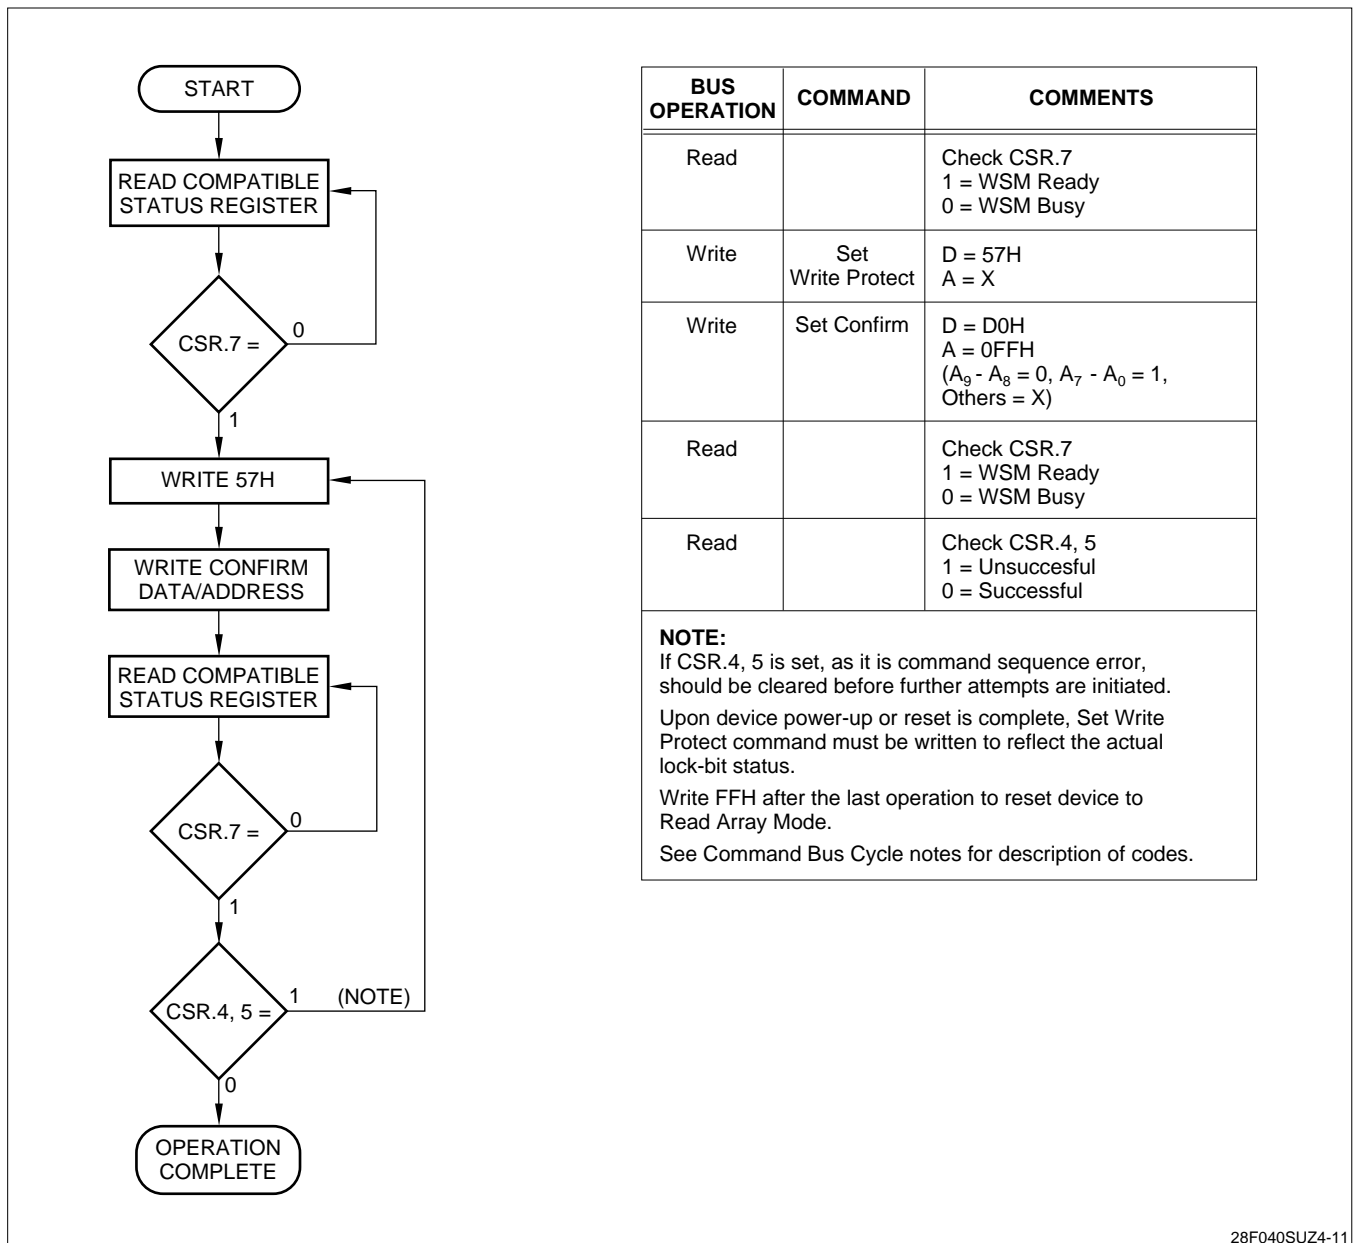 START
READ COMPATIBLE
STATUS REGISTER
CSR.7 =
0
1
WRITE 57H
WRITE CONFIRM
DATA/ADDRESS
READ COMPATIBLE
STATUS REGISTER
CSR.7 =
0
1
CSR.4, 5 =
1
(NOTE)
0
OPERATION
COMPLETE
BUS
OPERATION
COMMAND
COMMENTS
Read
Check CSR.7
1 = WSM Ready
0 = WSM Busy
Write
Set
Write Protect
D = 57H
A = X
Write
Set Confirm
D = D0H
A = 0FFH
(A9 - A8 = 0, A7 - A0 = 1,
Others = X)
Read
Check CSR.7
1 = WSM Ready
0 = WSM Busy
Read
Check CSR.4, 5
1 = Unsuccesful
0 = Successful
NOTE:
If CSR.4, 5 is set, as it is command sequence error,
should be cleared before further attempts are initiated.
Upon device power-up or reset is complete, Set Write
Protect command must be written to reflect the actual
lock-bit status.
Write FFH after the last operation to reset device to
Read Array Mode.
See Command Bus Cycle notes for description of codes.
28F040SUZ4-11